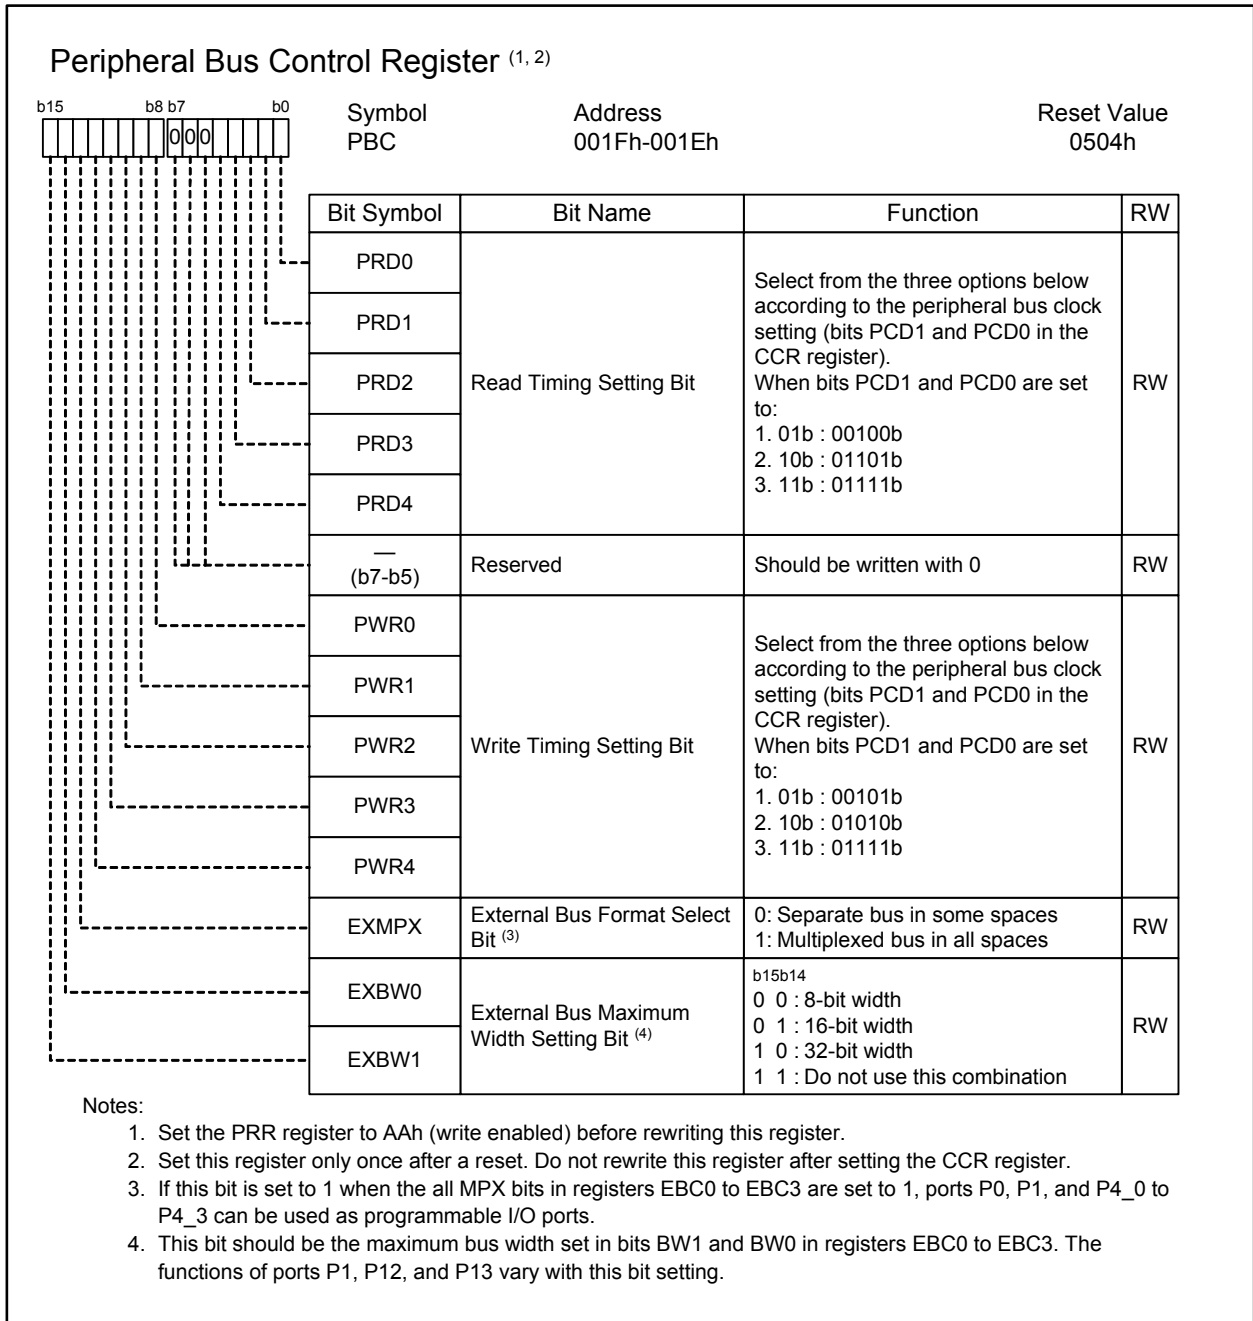 Peripheral Bus Control Register (1, 2)
b15 b8 b7 b0
0 0 0
Symbol Address Reset Value
PBC 001Fh-001Eh 0504h
Bit Symbol Bit Name Function RW
PRD0
PRD1
PRD2
PRD3
PRD4
Read Timing Setting Bit
Select from the three options below
according to the peripheral bus clock
setting (bits PCD1 and PCD0 in the
CCR register).
When bits PCD1 and PCD0 are set
to:
1. 01b : 00100b
2. 10b : 01101b
3. 11b : 01111b
RW
—
(b7-b5)
Reserved
Should be written with 0
RW
PWR0
PWR1
PWR2
PWR3
PWR4
Write Timing Setting Bit
Select from the three options below
according to the peripheral bus clock
setting (bits PCD1 and PCD0 in the
CCR register).
When bits PCD1 and PCD0 are set
to:
1. 01b : 00101b
2. 10b : 01010b
3. 11b : 01111b
RW
EXMPX
External Bus Format Select
Bit (3)
0: Separate bus in some spaces
1: Multiplexed bus in all spaces
RW
EXBW0
EXBW1
External Bus Maximum
Width Setting Bit (4)
b15b14
0 0 : 8-bit width
0 1 : 16-bit width
1 0 : 32-bit width
1 1 : Do not use this combination
RW
Notes:
1. Set the PRR register to AAh (write enabled) before rewriting this register.
2. Set this register only once after a reset. Do not rewrite this register after setting the CCR register.
3. If this bit is set to 1 when the all MPX bits in registers EBC0 to EBC3 are set to 1, ports P0, P1, and P4_0 to
P4_3 can be used as programmable I/O ports.
4. This bit should be the maximum bus width set in bits BW1 and BW0 in registers EBC0 to EBC3. The
functions of ports P1, P12, and P13 vary with this bit setting.